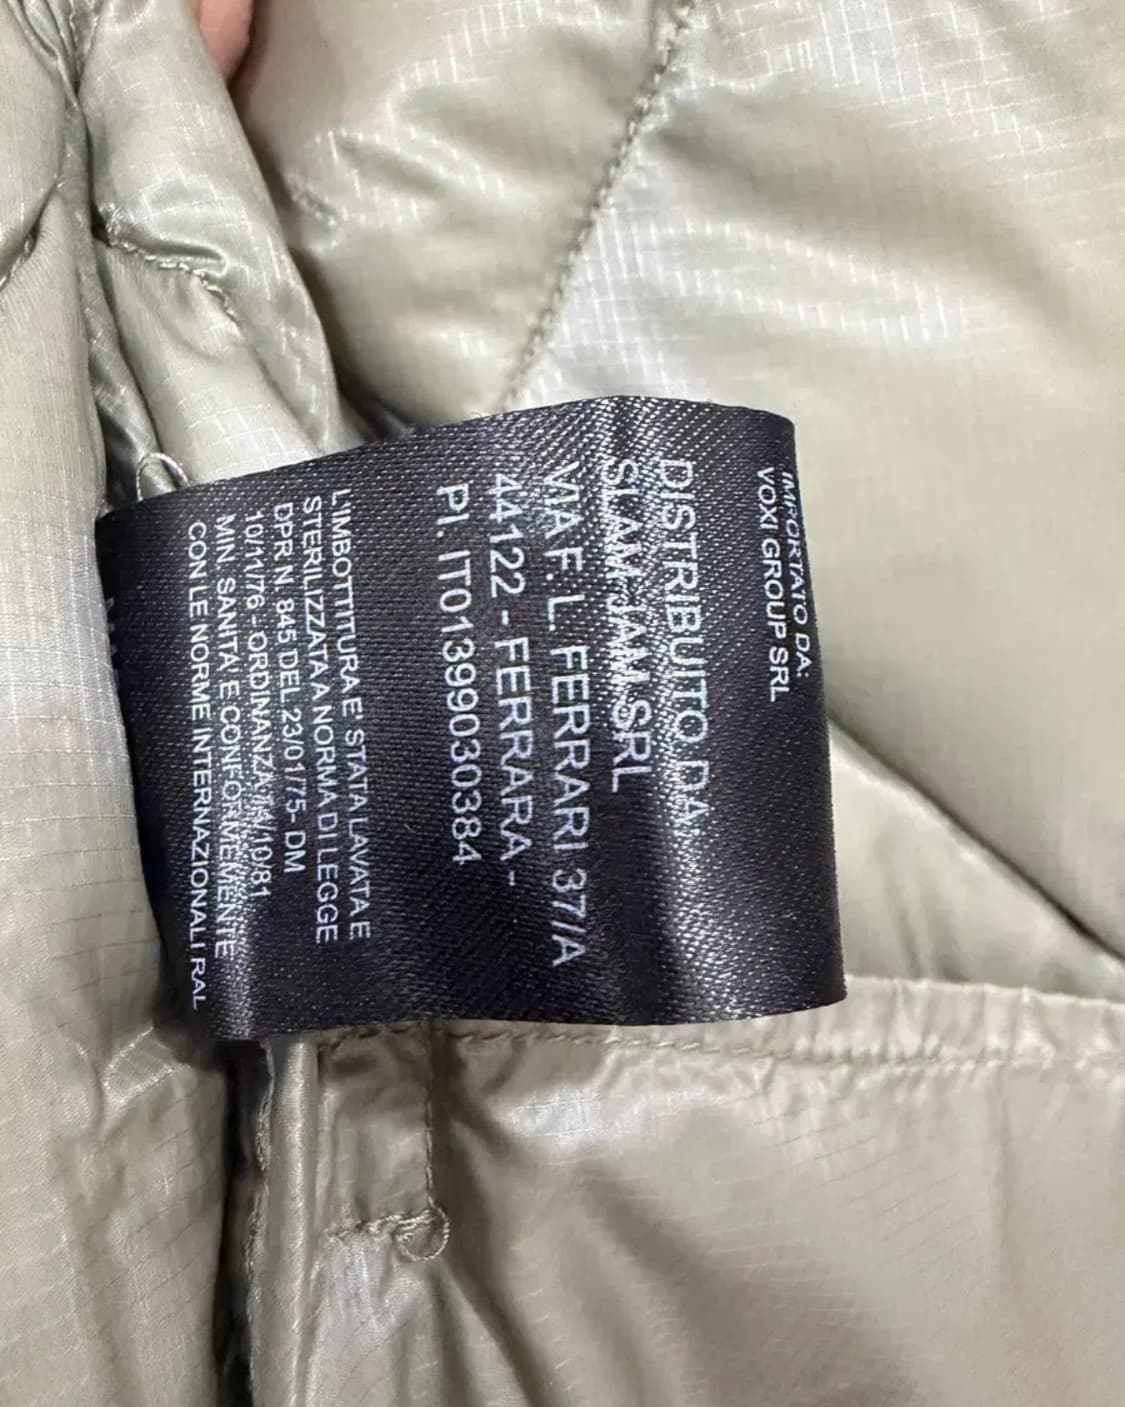 IMPORTATO DA:
VOXI GROUP SRL
DISTRIBUTO DA
SLAM JAM SRL
VIA F. L FERRARI 37/A
44122 - FERRARA -
PI. IT01399030384
L'IMBOTTITURA E' STATA LAVATA E
STERILIZZATA A NORMA DI LEGGE
DPR N. 845 DEL 23/01/75- DM
10/11/76 - ORDINANZA 11/10/81
MIN. SANITA' E CONFORMEMENTE
CON LE NORME INTERNAZIONALI RAL